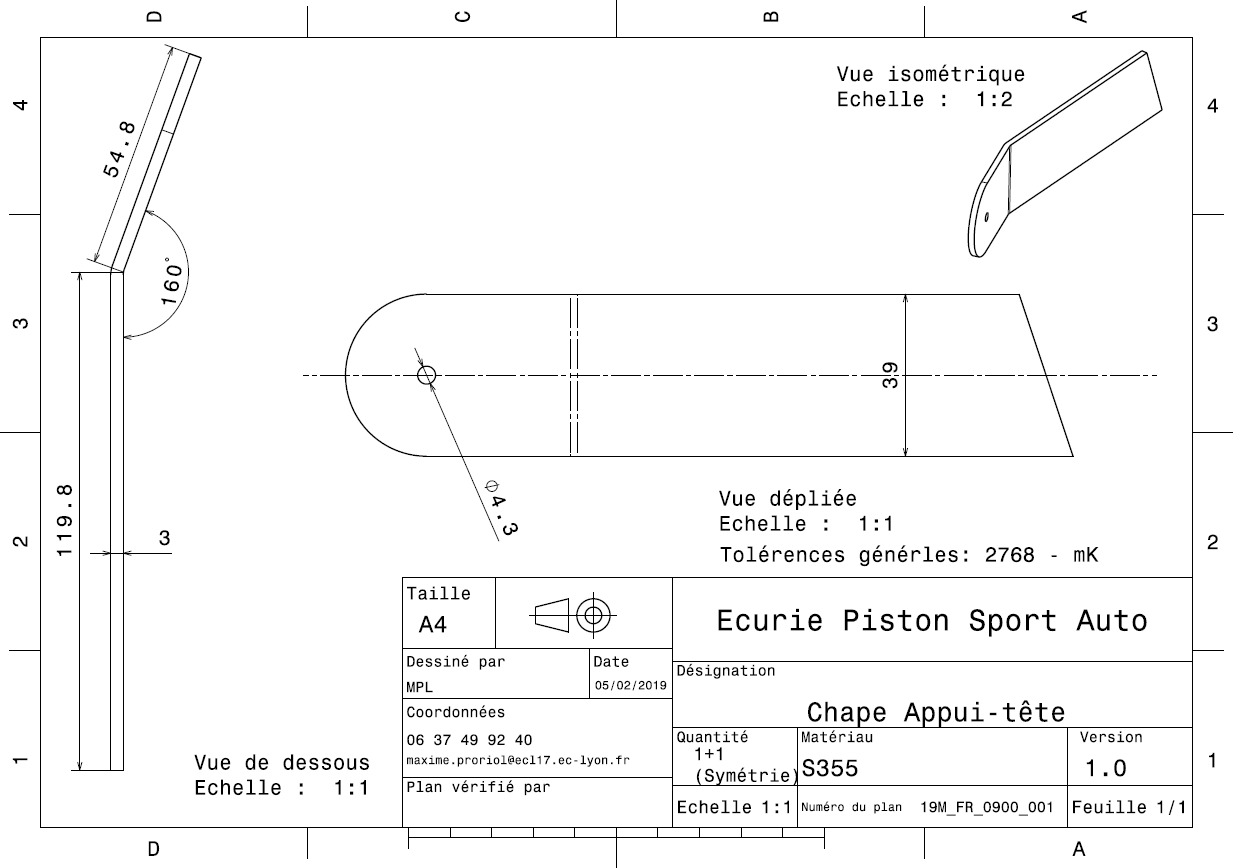 D
C
B
A
4
4
54.8
Vue isométrique
Echelle : 1:2
160°
3
3
39
119.8
3
⌀4.3
Vue dépliée
Echelle : 1:1
Tolérences générles: 2768 - mK
2
2
Taille
A4
Ecurie Piston Sport Auto
Dessiné par
MPL
Date
05/02/2019
Désignation
Chape Appui-tête
Coordonnées
06 37 49 92 40
maxime.proriol@ecl17.ec-lyon.fr
Quantité
1+1
(Symétrie)
Matériau
S355
Version
1.0
Plan vérifié par
Echelle 1:1
Numéro du plan 19M_FR_0900_001
Feuille 1/1
Vue de dessous
Echelle : 1:1
1
1
D
A